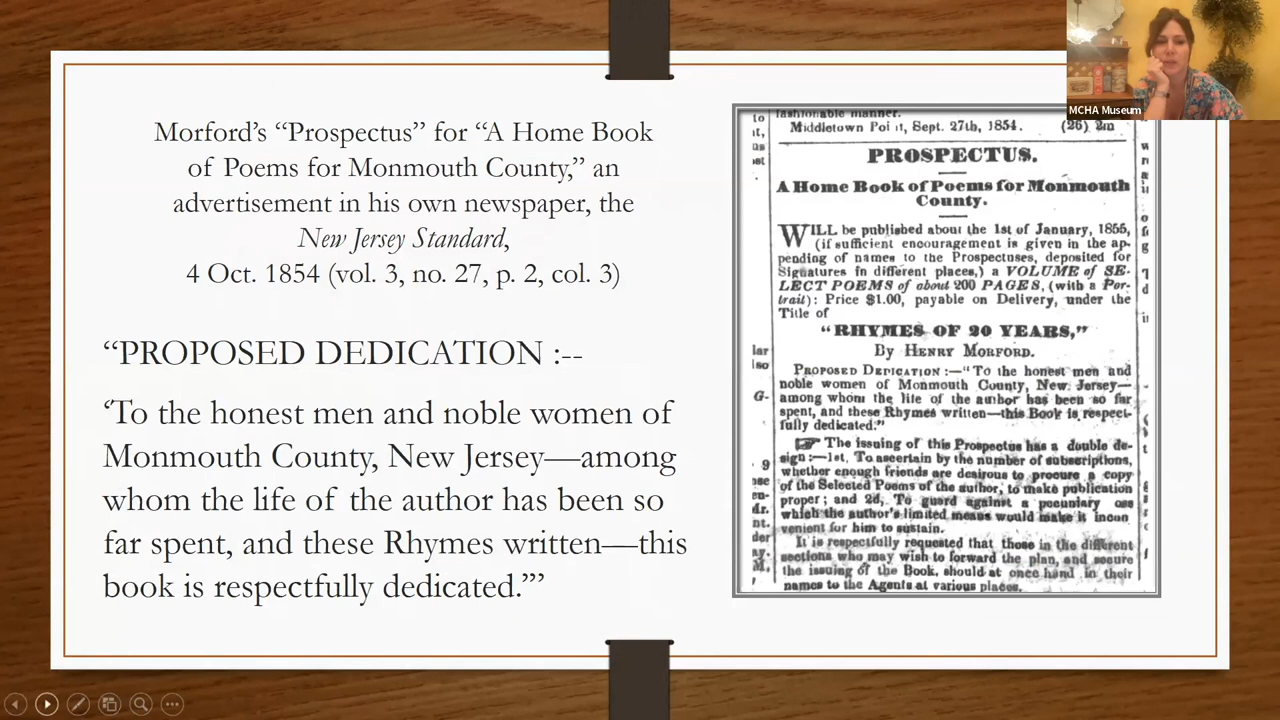 Morford's “Prospectus” for “A Home Book
of Poems for Monmouth County,” an
advertisement in his own newspaper, the
New Jersey Standard,
4 Oct. 1854 (vol. 3, no. 27, p. 2, col. 3)
“PROPOSED DEDICATION :--
‘To the honest men and noble women of
Monmouth County, New Jersey—among
whom the life of the author has been so
far spent, and these Rhymes written—this
book is respectfully dedicated.”’
fashionable manner.
Middletown Point, Sept. 27th, 1854. (26) 2m
PROSPECTUS.
A Home Book of Poems for Monmouth
County.
WILL be published about the 1st of January, 1855,
(if sufficient encouragement is given in the ap-
pending of names to the Prospectuses, deposited for
Signatures in different places,) a VOLUME of SE-
LECT POEMS of about 200 PAGES, (with a Por-
trait): Price $1.00, payable on Delivery, under the
Title of
“RHYMES OF 20 YEARS,”
By HENRY MORFORD.
PROPOSED DEDICATION :—“To the honest men and
noble women of Monmouth County, New Jersey—
among whom the life of the author has been so far
spent, and these Rhymes written—this Book is respect-
fully dedicated:”
☞ The issuing of this Prospectus has a double de-
sign :—1st, To ascertain by the number of subscriptions,
whether enough friends are desirous to procure a copy
of the Selected Poems of the author, to make publication
proper; and 2d, To guard against a pecuniary oss
which the author's limited means would make it incon
venient for him to sustain.
It is respectfully requested that those in the different
sections who may wish to forward the plan, and secure
the issuing of the Book, should at once hand in their
names to the Agents at various places.
MCHA Museum